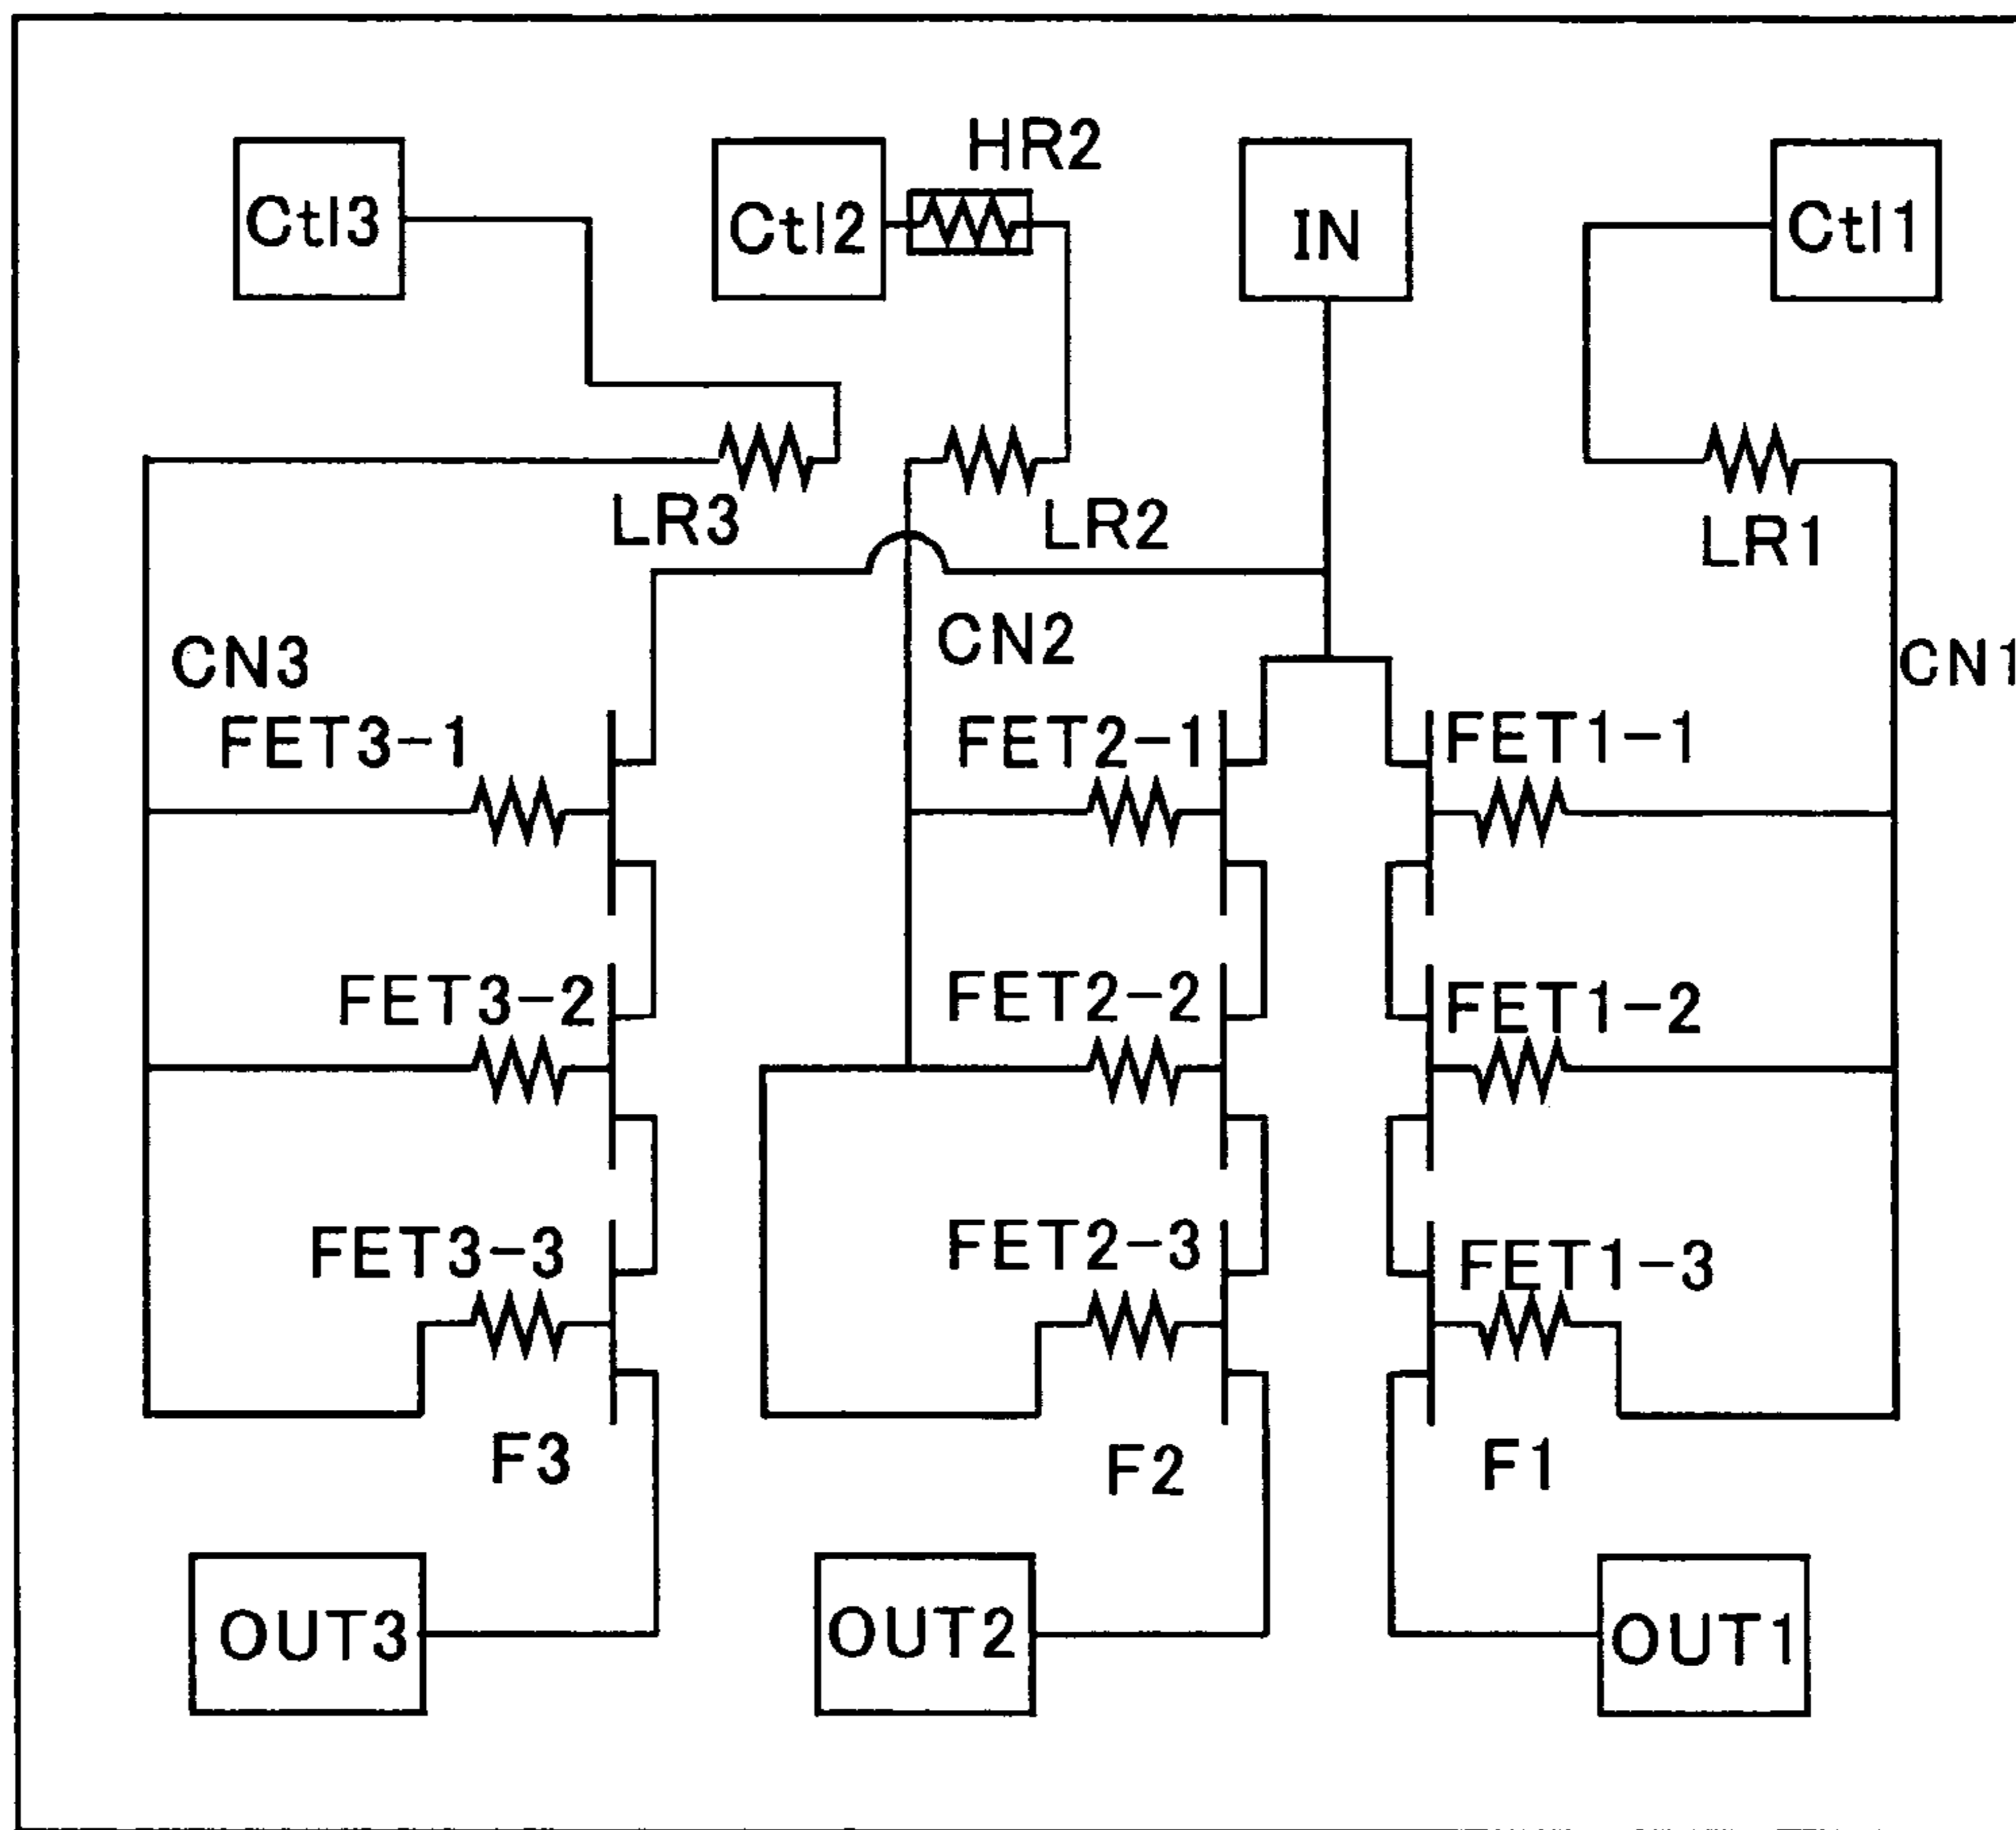 HR2
Ctl3
Ctl2
IN
Ctl1
LR3
LR2
LR1
CN3
CN2
CN1
FET3-1
FET2-1
FET1-1
FET3-2
FET2-2
FET1-2
FET3-3
FET2-3
FET1-3
F3
F2
F1
OUT3
OUT2
OUT1